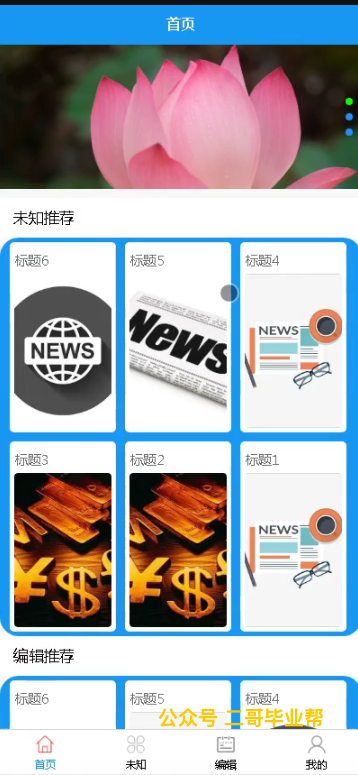 首页
未知推荐
标题6
标题5
标题4
NEWS
News
NEWS
标题3
标题2
标题1
¥$
¥$
NEWS
编辑推荐
标题6
标题5
标题4
公众号 二哥毕业帮
首页
未知
编辑
我的